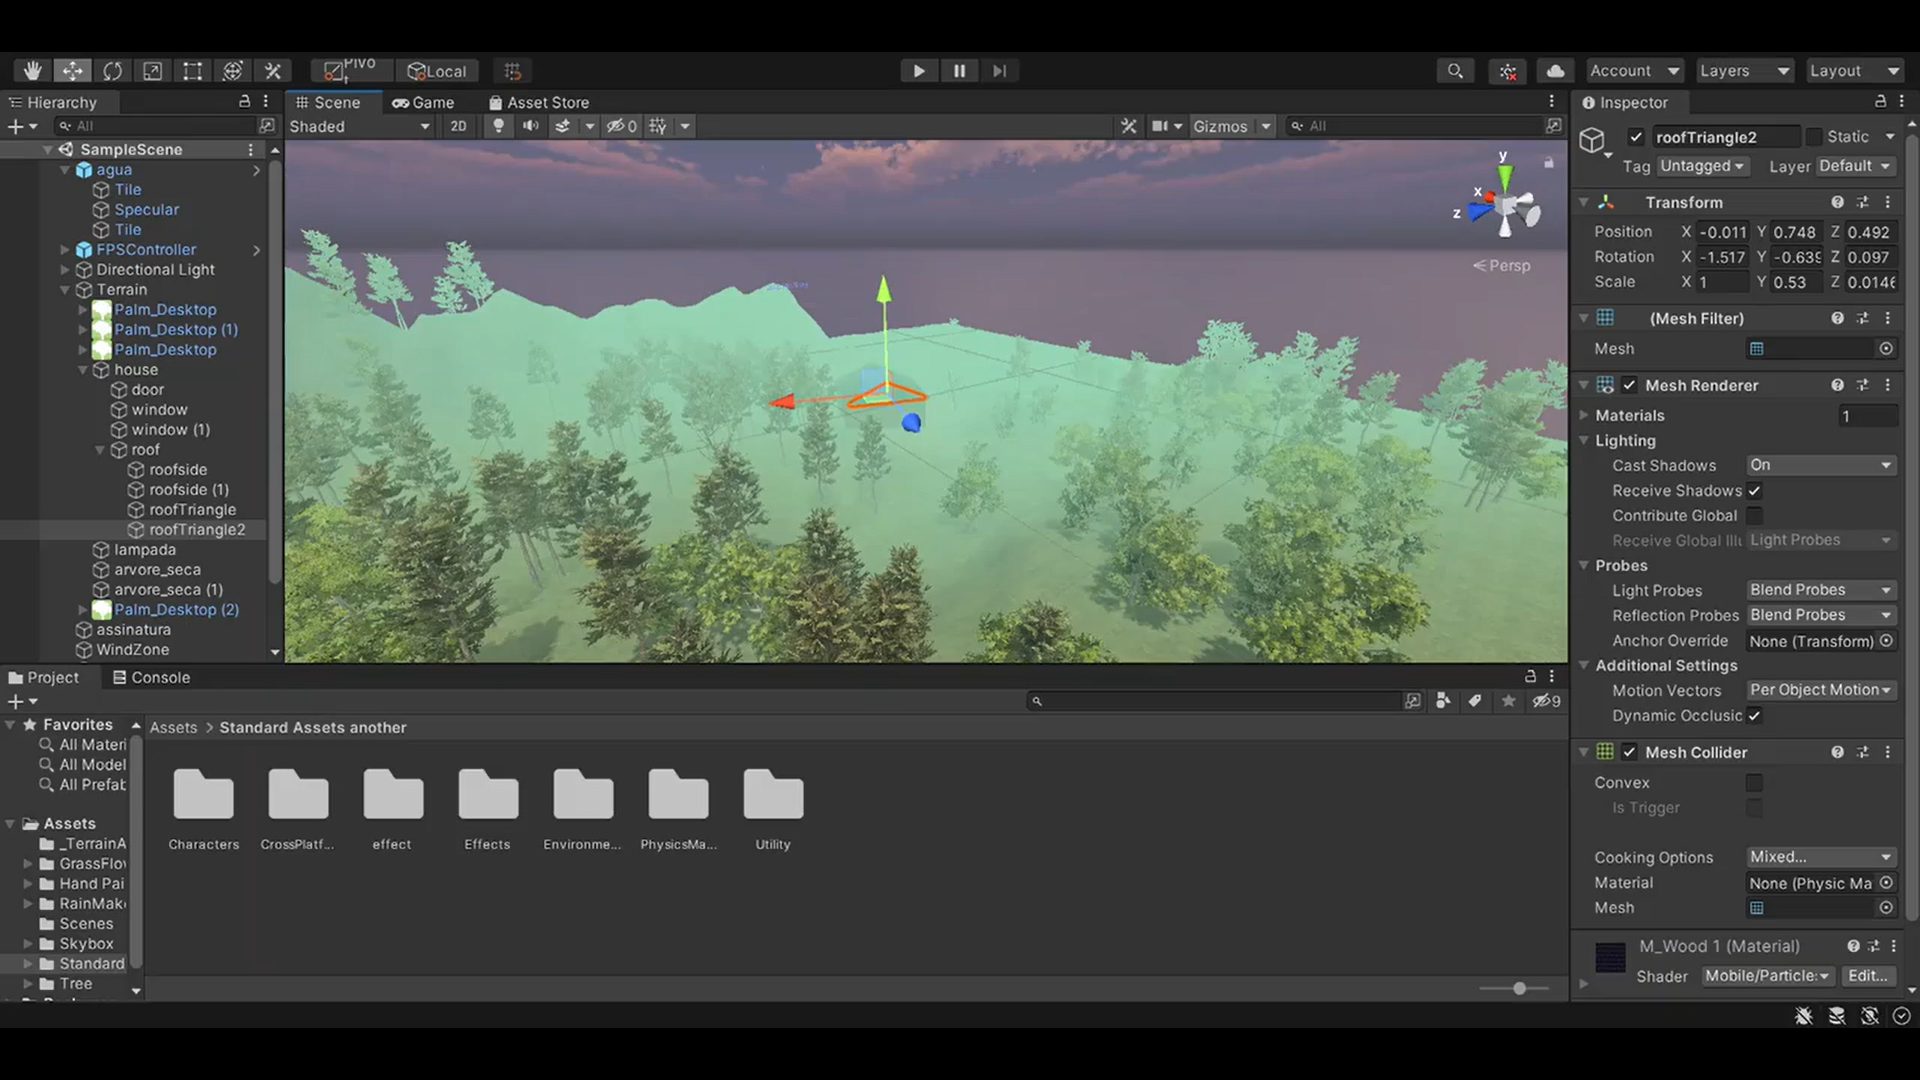 Pivot
Local
Account
Layers
Layout
Hierarchy
All
SampleScene
agua
Tile
Specular
Tile
FPSController
Directional Light
Terrain
Palm_Desktop
Palm_Desktop (1)
Palm_Desktop
house
door
window
window (1)
roof
roofside
roofside (1)
roofTriangle
roofTriangle2
lampada
arvore_seca
arvore_seca (1)
Palm_Desktop (2)
assinatura
WindZone
Scene
Game
Asset Store
Shaded
2D
0
Gizmos
All
y
x
z
Persp
Inspector
roofTriangle2
Static
Tag Untagged
Layer Default
Transform
Position X -0.011 Y 0.748 Z 0.492
Rotation X -1.517 Y -0.639 Z 0.097
Scale X 1 Y 0.53 Z 0.0146
(Mesh Filter)
Mesh
Mesh Renderer
Materials 1
Lighting
Cast Shadows On
Receive Shadows
Contribute Global
Receive Global Illu Light Probes
Probes
Light Probes Blend Probes
Reflection Probes Blend Probes
Anchor Override None (Transform)
Additional Settings
Motion Vectors Per Object Motion
Dynamic Occlusic
Mesh Collider
Convex
Is Trigger
Cooking Options Mixed...
Material None (Physic Ma
Mesh
M_Wood 1 (Material)
Shader Mobile/Particle: Edit...
Project
Console
9
Favorites
All Materi
All Model
All Prefab
Assets
_TerrainA
GrassFlov
Hand Pai
RainMake
Scenes
Skybox
Standard
Tree
Assets > Standard Assets another
Characters
CrossPlatf...
effect
Effects
Environme...
PhysicsMa...
Utility